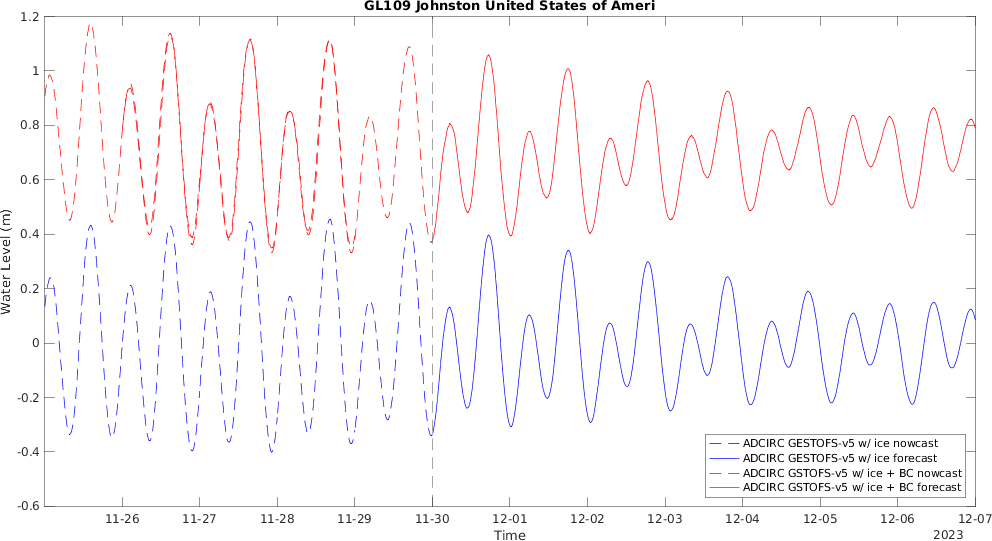 GL109 Johnston United States of Ameri
1.2
1
0.8
0.6
0.4
0.2
0
-0.2
-0.4
-0.6
Water Level (m)
11-26 11-27 11-28 11-29 11-30 12-01 12-02 12-03 12-04 12-05 12-06 12-07
Time
2023
ADCIRC GESTOFS-v5 w/ ice nowcast
ADCIRC GESTOFS-v5 w/ ice forecast
ADCIRC GSTOFS-v5 w/ ice + BC nowcast
ADCIRC GSTOFS-v5 w/ ice + BC forecast